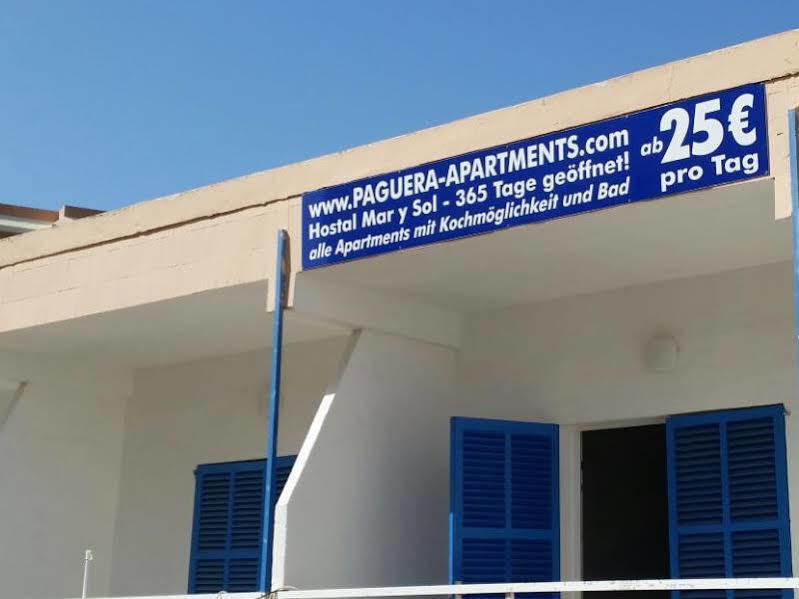 www.PAGUERA-APARTMENTS.com
Hostal Mar y Sol - 365 Tage geöffnet!
alle Apartments mit Kochmöglichkeit und Bad
ab 25€
pro Tag